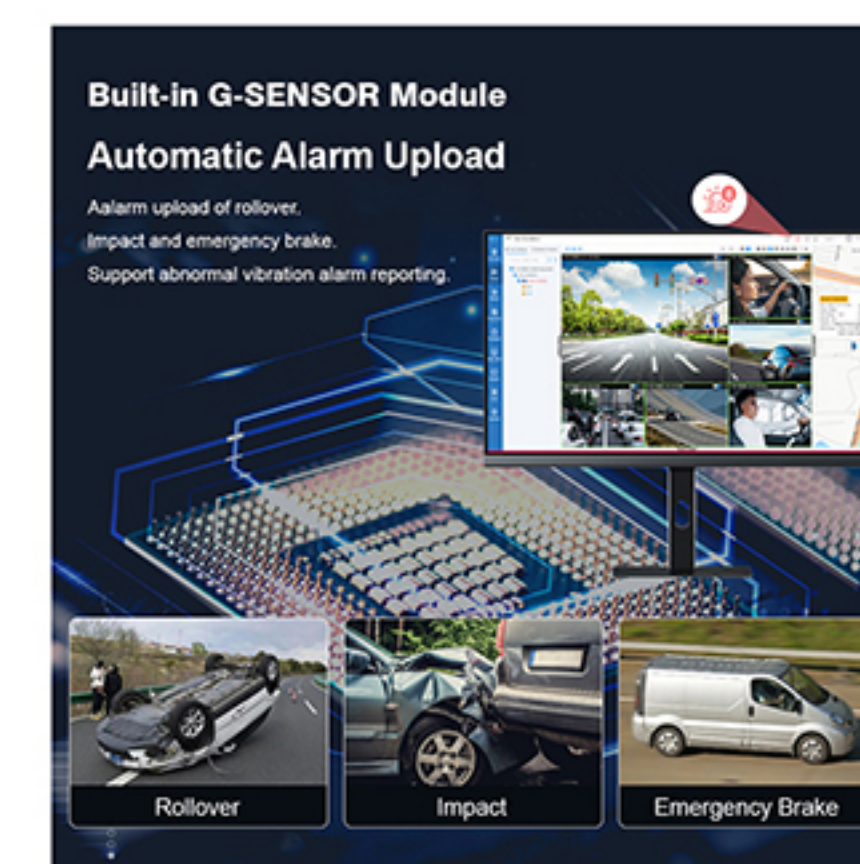 Built-in G-SENSOR Module
Automatic Alarm Upload
Aalarm upload of rollover.
Impact and emergency brake.
Support abnormal vibration alarm reporting.
Rollover
Impact
Emergency Brake